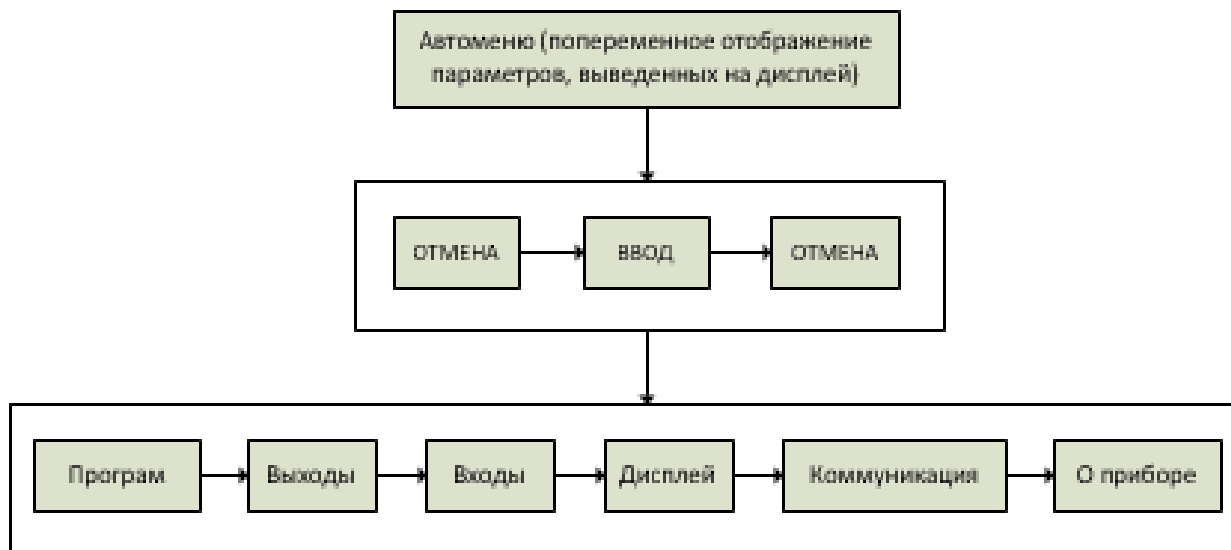 Автоменю (попеременное отображение
параметров, выведенных на дисплей)
ОТМЕНА
ВВОД
ОТМЕНА
Програм
Выходы
Входы
Дисплей
Коммуникация
О приборе